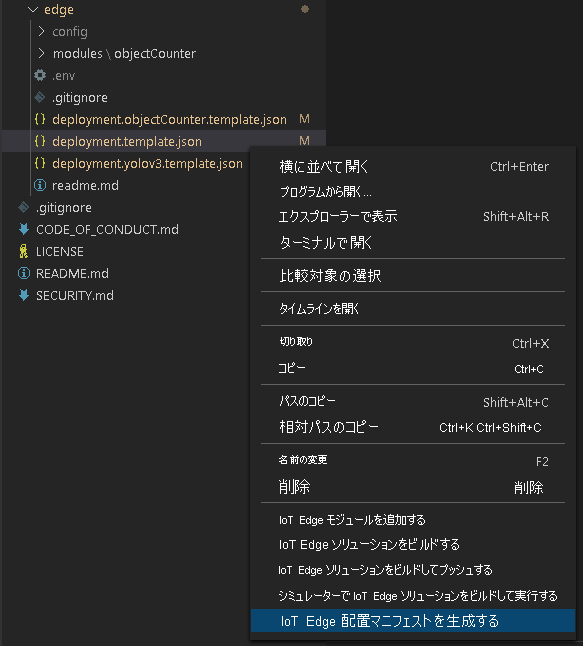 edge
config
modules \ objectCounter
.env
.gitignore
deployment.objectCounter.template.json M
deployment.template.json M
deployment.yolov3.template.json
readme.md
.gitignore
CODE_OF_CONDUCT.md
LICENSE
README.md
SECURITY.md
横に並べて開く Ctrl+Enter
プログラムから開く...
エクスプローラーで表示 Shift+Alt+R
ターミナルで開く
比較対象の選択
タイムラインを開く
切り取り Ctrl+X
コピー Ctrl+C
パスのコピー Shift+Alt+C
相対パスのコピー Ctrl+K Ctrl+Shift+C
名前の変更 F2
削除 削除
IoT Edge モジュールを追加する
IoT Edge ソリューションをビルドする
IoT Edge ソリューションをビルドしてプッシュする
シミュレーターで IoT Edge ソリューションをビルドして実行する
IoT Edge 配置マニフェストを生成する